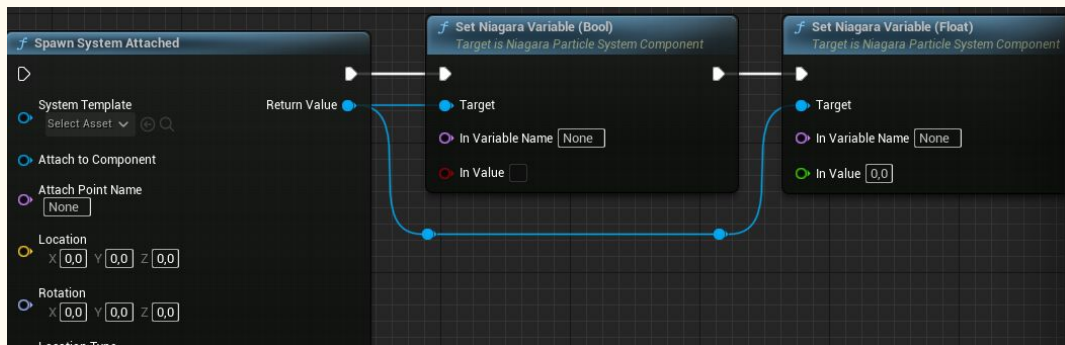 f Spawn System Attached
System Template
Select Asset
Return Value
Attach to Component
Attach Point Name
None
Location
X 0,0 Y 0,0 Z 0,0
Rotation
X 0,0 Y 0,0 Z 0,0
Location Type
f Set Niagara Variable (Bool)
Target is Niagara Particle System Component
Target
In Variable Name None
In Value
f Set Niagara Variable (Float)
Target is Niagara Particle System Component
Target
In Variable Name None
In Value 0,0